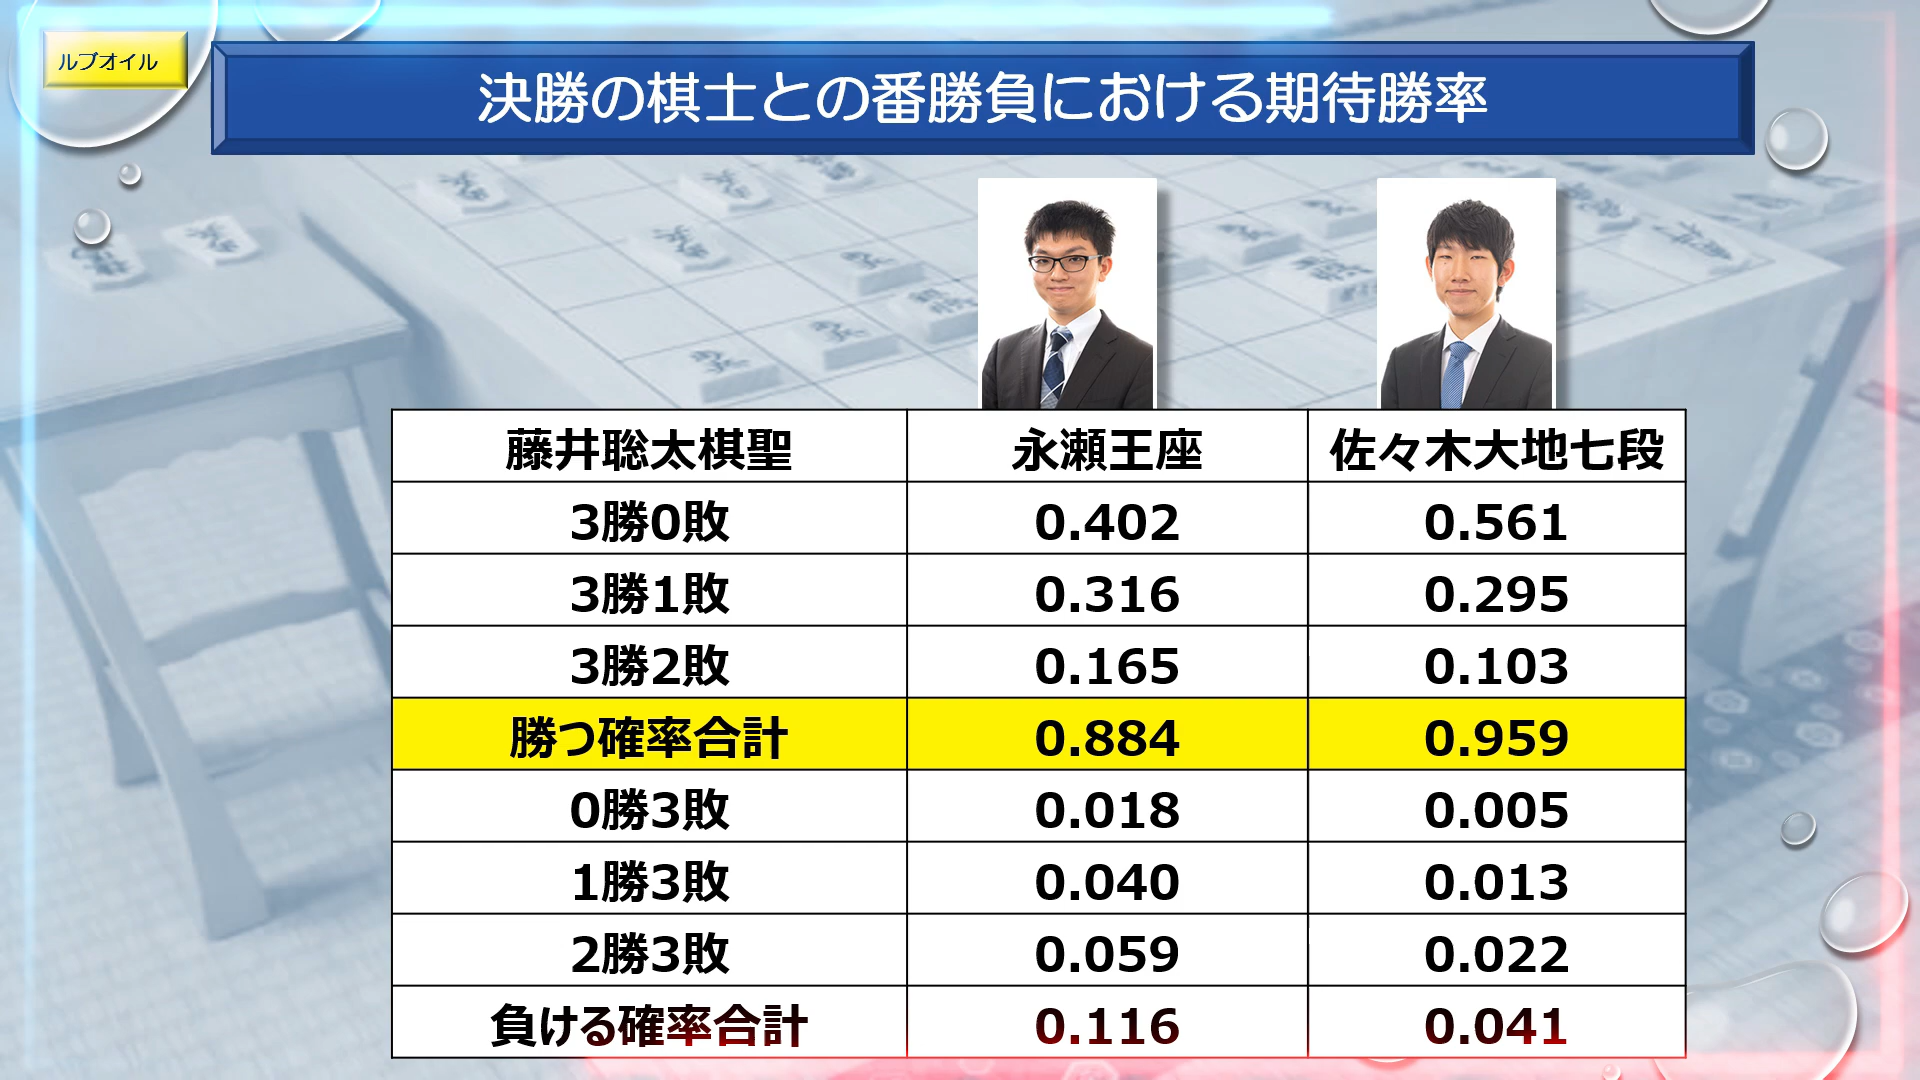 ルブオイル
決勝の棋士との番勝負における期待勝率
藤井聡太棋聖 永瀬王座 佐々木大地七段
3勝0敗 0.402 0.561
3勝1敗 0.316 0.295
3勝2敗 0.165 0.103
勝つ確率合計 0.884 0.959
0勝3敗 0.018 0.005
1勝3敗 0.040 0.013
2勝3敗 0.059 0.022
負ける確率合計 0.116 0.041